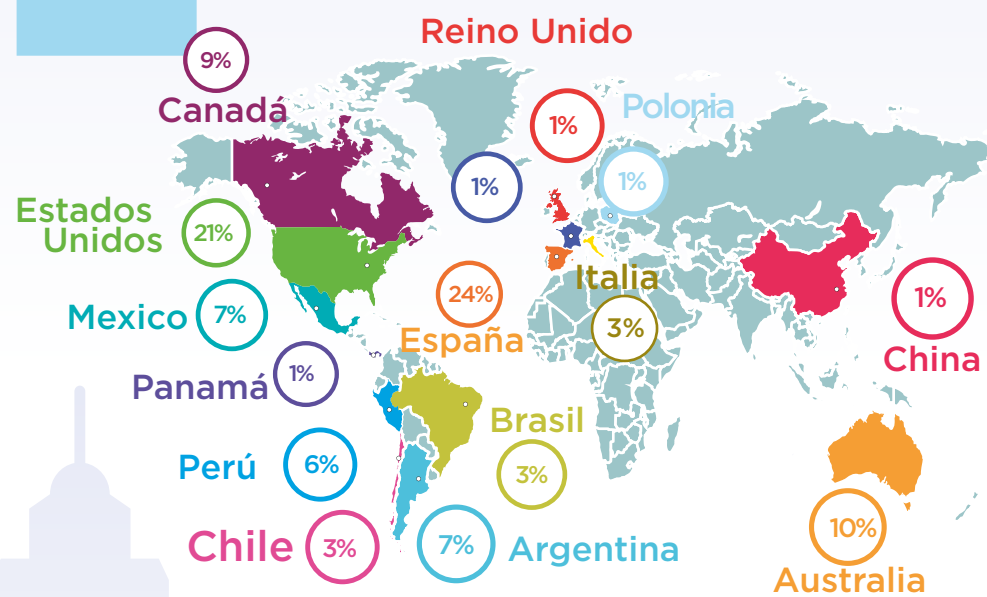 Reino Unido
9%
Canadá
1%
Polonia
1%
1%
Estados
Unidos
21%
Italia
24%
España
3%
1%
China
Mexico
7%
Panamá
1%
Brasil
3%
Perú
6%
Chile
3%
7%
Argentina
10%
Australia